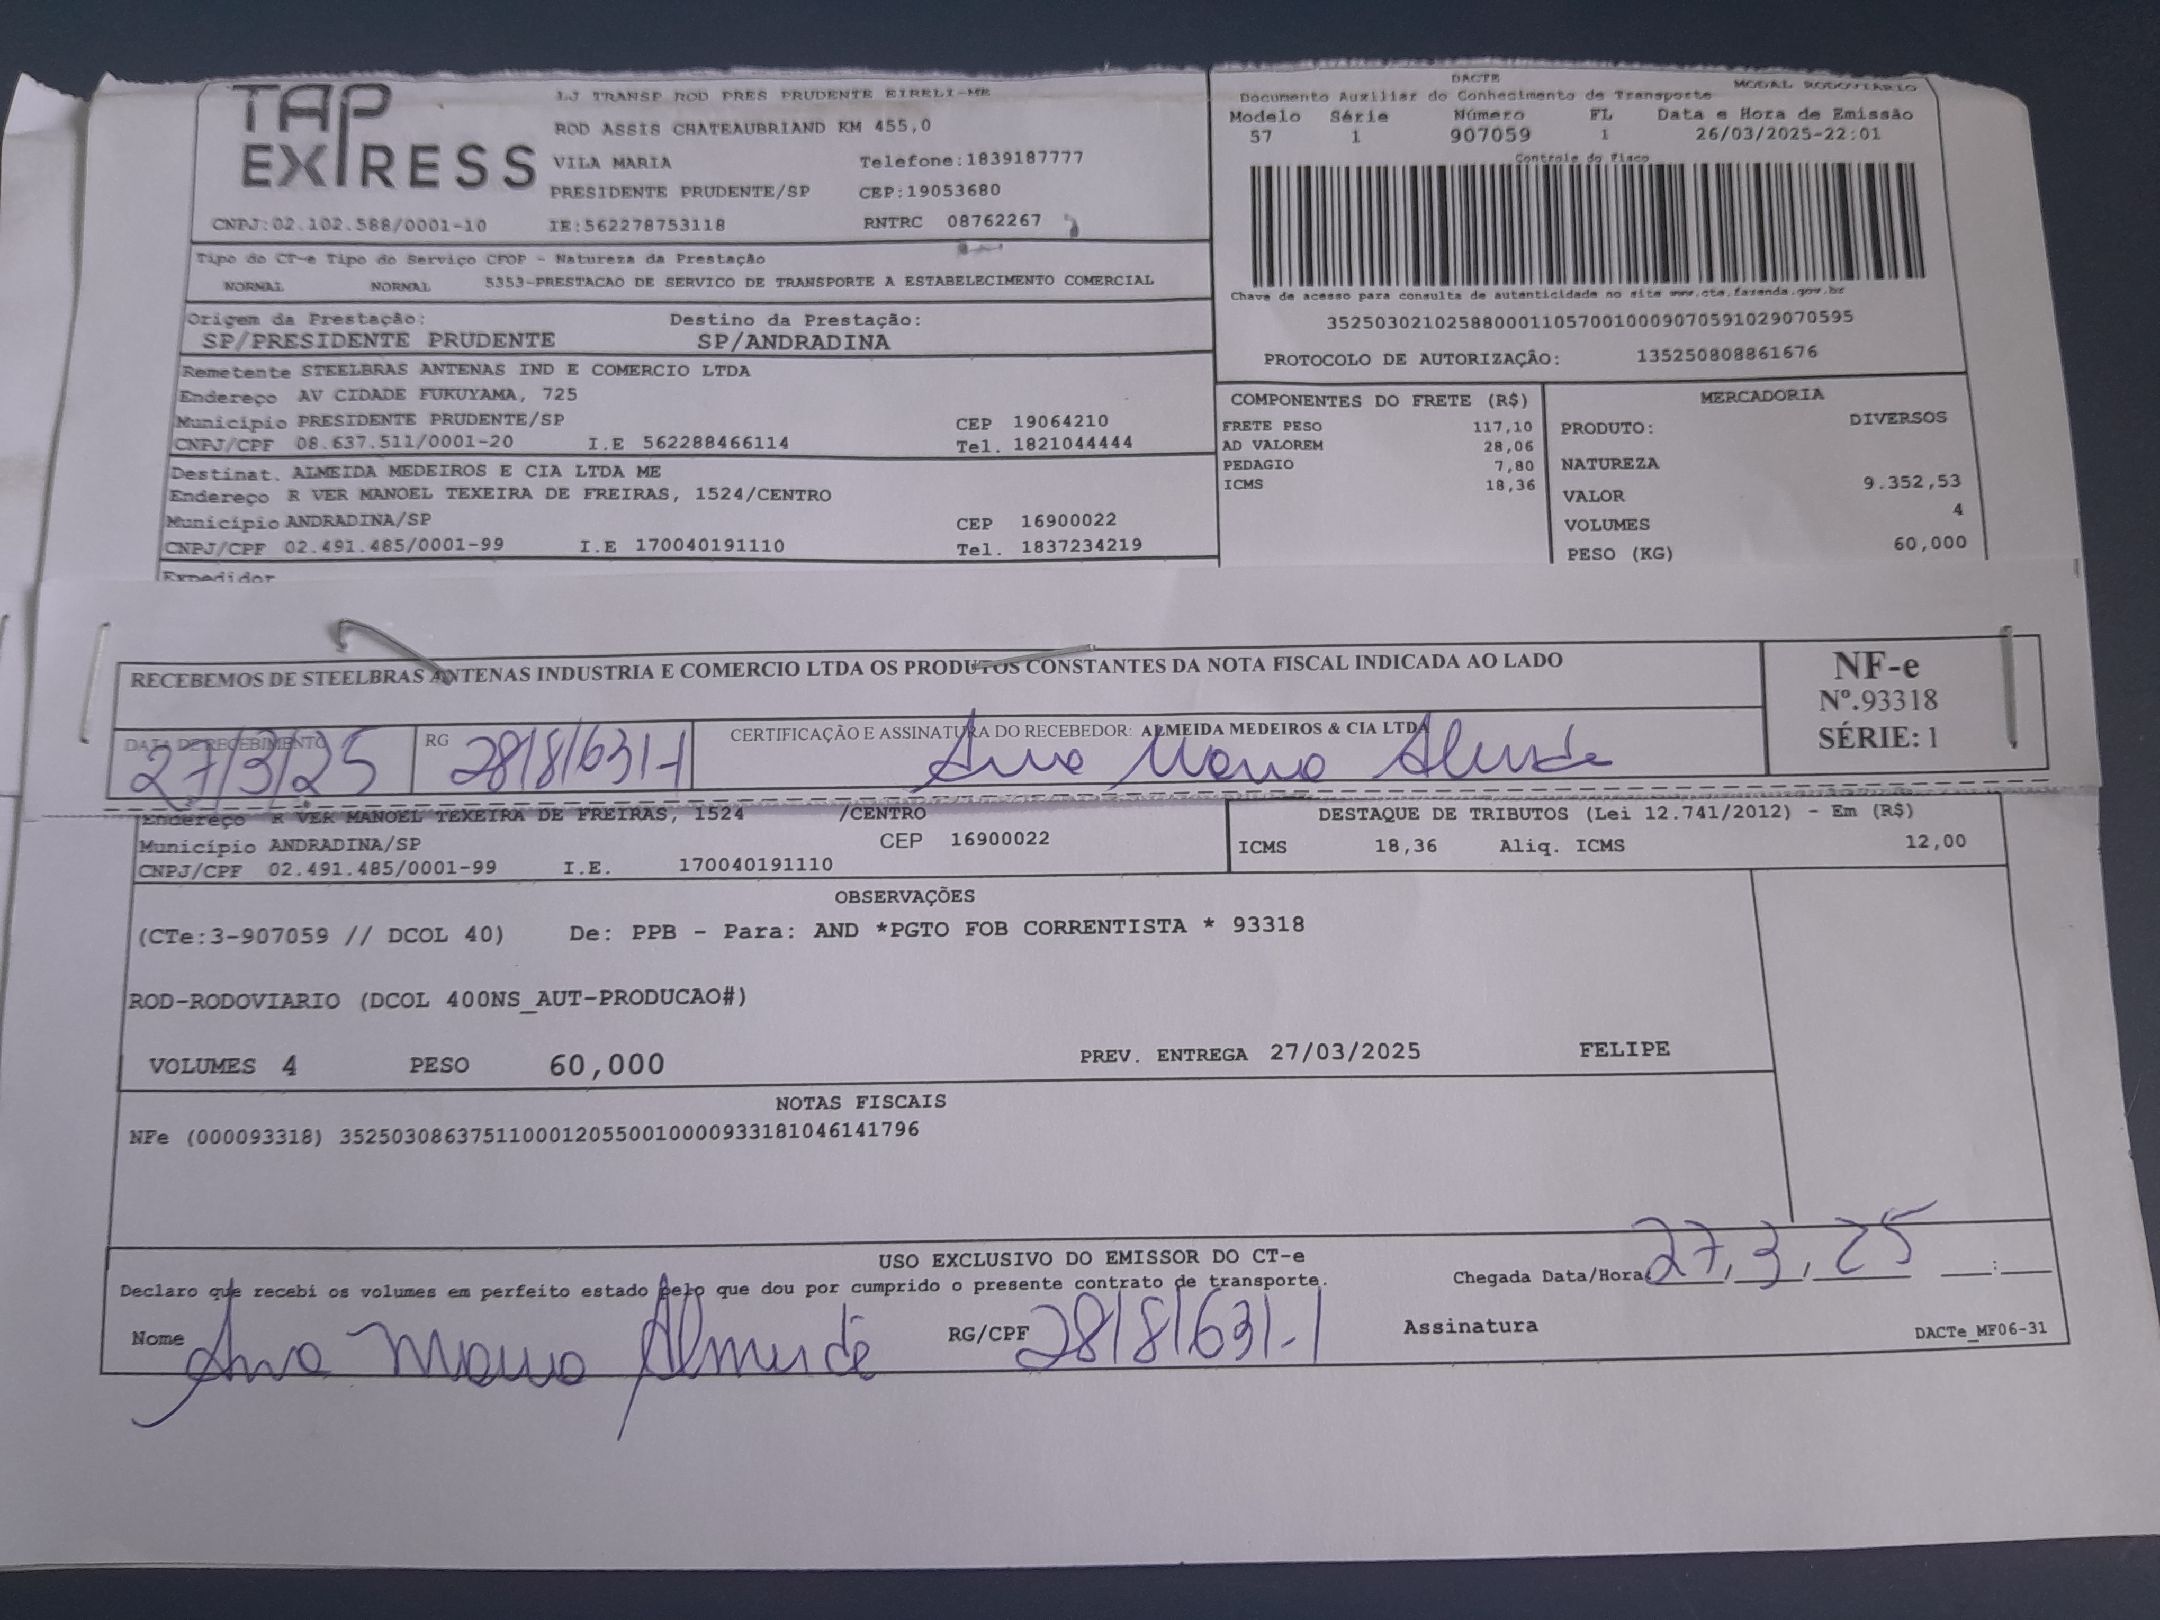 TAP EXPRESS
LJ TRANSP ROD PRES PRUDENTE EIRELI-ME
ROD ASSIS CHATEAUBRIAND KM 455,0
VILA MARIA Telefone:1839187777
PRESIDENTE PRUDENTE/SP CEP:19053680
CNPJ:02.102.588/0001-10 IE:562278753118 RNTRC 08762267
Tipo do CT-e Tipo do Serviço CFOP - Natureza da Prestação
NORMAL NORMAL 5353-PRESTACAO DE SERVICO DE TRANSPORTE A ESTABELECIMENTO COMERCIAL
Origem da Prestação: Destino da Prestação:
SP/PRESIDENTE PRUDENTE SP/ANDRADINA
Remetente STEELBRAS ANTENAS IND E COMERCIO LTDA
Endereço AV CIDADE FUKUYAMA, 725
Município PRESIDENTE PRUDENTE/SP CEP 19064210
CNPJ/CPF 08.637.511/0001-20 I.E 562288466114 Tel. 1821044444
Destinat. ALMEIDA MEDEIROS E CIA LTDA ME
Endereço R VER MANOEL TEXEIRA DE FREIRAS, 1524/CENTRO
Município ANDRADINA/SP CEP 16900022
CNPJ/CPF 02.491.485/0001-99 I.E 170040191110 Tel. 1837234219
Expedidor
DACTE MODAL RODOVIARIO
Documento Auxiliar do Conhecimento de Transporte
Modelo Série Número FL Data e Hora de Emissão
57 1 907059 1 26/03/2025-22:01
Controle do Fisco
Chave de acesso para consulta de autenticidade no site www.cte.fazenda.gov.br
35250302102588000110570010009070591029070595
PROTOCOLO DE AUTORIZAÇÃO: 135250808861676
COMPONENTES DO FRETE (R$)
FRETE PESO 117,10
AD VALOREM 28,06
PEDAGIO 7,80
ICMS 18,36
MERCADORIA
PRODUTO: DIVERSOS
NATUREZA
VALOR 9.352,53
VOLUMES 4
PESO (KG) 60,000
RECEBEMOS DE STEELBRAS ANTENAS INDUSTRIA E COMERCIO LTDA OS PRODUTOS CONSTANTES DA NOTA FISCAL INDICADA AO LADO
NF-e
Nº.93318
SÉRIE: 1
DATA DE RECEBIMENTO RG CERTIFICAÇÃO E ASSINATURA DO RECEBEDOR: ALMEIDA MEDEIROS & CIA LTDA
27/3/25 28181631-1 Ana Maria Almeida
Endereço R VER MANOEL TEXEIRA DE FREIRAS, 1524 /CENTRO
Município ANDRADINA/SP CEP 16900022
CNPJ/CPF 02.491.485/0001-99 I.E. 170040191110
DESTAQUE DE TRIBUTOS (Lei 12.741/2012) - Em (R$)
ICMS 18,36 Aliq. ICMS 12,00
OBSERVAÇÕES
(CTe:3-907059 // DCOL 40) De: PPB - Para: AND *PGTO FOB CORRENTISTA * 93318
ROD-RODOVIARIO (DCOL 400NS_AUT-PRODUCAO#)
VOLUMES 4 PESO 60,000 PREV. ENTREGA 27/03/2025 FELIPE
NOTAS FISCAIS
NFe (000093318) 35250308637511000120550010000933181046141796
USO EXCLUSIVO DO EMISSOR DO CT-e
Declaro que recebi os volumes em perfeito estado pelo que dou por cumprido o presente contrato de transporte. Chegada Data/Hora 27, 3, 25 __:__
Nome Ana Maria Almeida RG/CPF 28181631-1 Assinatura DACTe_MF06-31